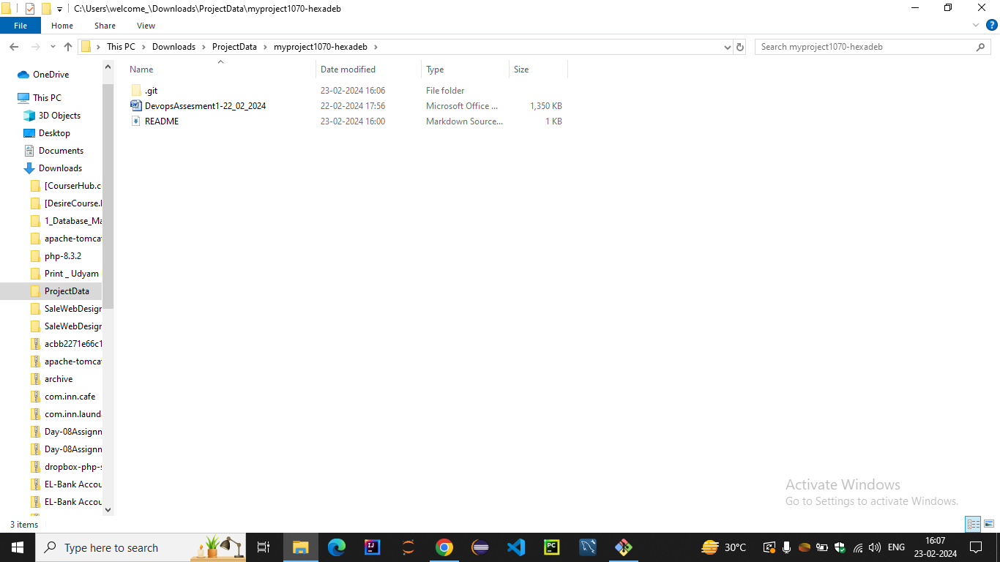 C:\Users\welcome_\Downloads\ProjectData\myproject1070-hexadeb
File Home Share View
This PC Downloads ProjectData myproject1070-hexadeb
Search myproject1070-hexadeb
Name Date modified Type Size
.git 23-02-2024 16:06 File folder
DevopsAssesment1-22_02_2024 22-02-2024 17:56 Microsoft Office ... 1,350 KB
README 23-02-2024 16:00 Markdown Source... 1 KB
OneDrive
This PC
3D Objects
Desktop
Documents
Downloads
[CourserHub.c
[DesireCourse.
1_Database_Ma
apache-tomca
php-8.3.2
Print _ Udyam
ProjectData
SaleWebDesign
SaleWebDesign
acbb2271e66c1
apache-tomca
archive
com.inn.cafe
com.inn.laund
Day-08Assignn
Day-08Assignn
dropbox-php-s
EL-Bank Accou
EL-Bank Accou
Activate Windows
Go to Settings to activate Windows.
3 items
Type here to search
30°C
ENG
16:07
23-02-2024